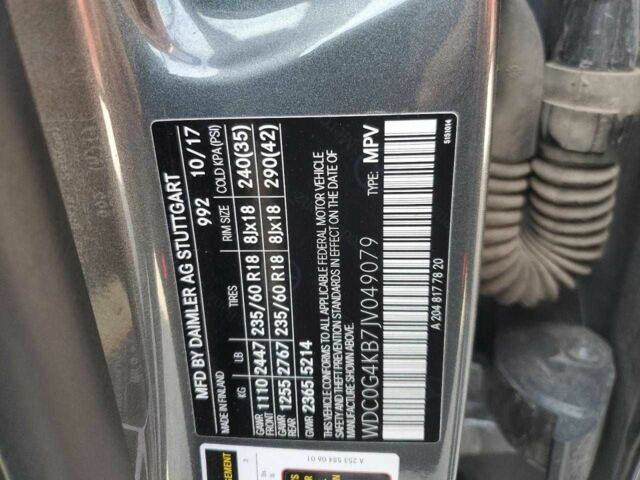 MFD BY DAIMLER AG STUTTGART
MADE IN FINLAND 992 10/17
KG LB TIRES RIM SIZE COLD KPA(PSI)
GAWR FRONT 1110 2447 235/60 R18 8Jx18 240(35)
GAWR REAR 1255 2767 235/60 R18 8Jx18 290(42)
GVWR 2365 5214
THIS VEHICLE CONFORMS TO ALL APPLICABLE FEDERAL MOTOR VEHICLE
SAFETY, THEFT PREVENTION STANDARDS IN EFFECT ON THE DATE OF
MANUFACTURE SHOWN ABOVE.
WDC0G4KB7JV049079 TYPE: MPV
A 204 817 78 20
5151014
A 253 584 06 01